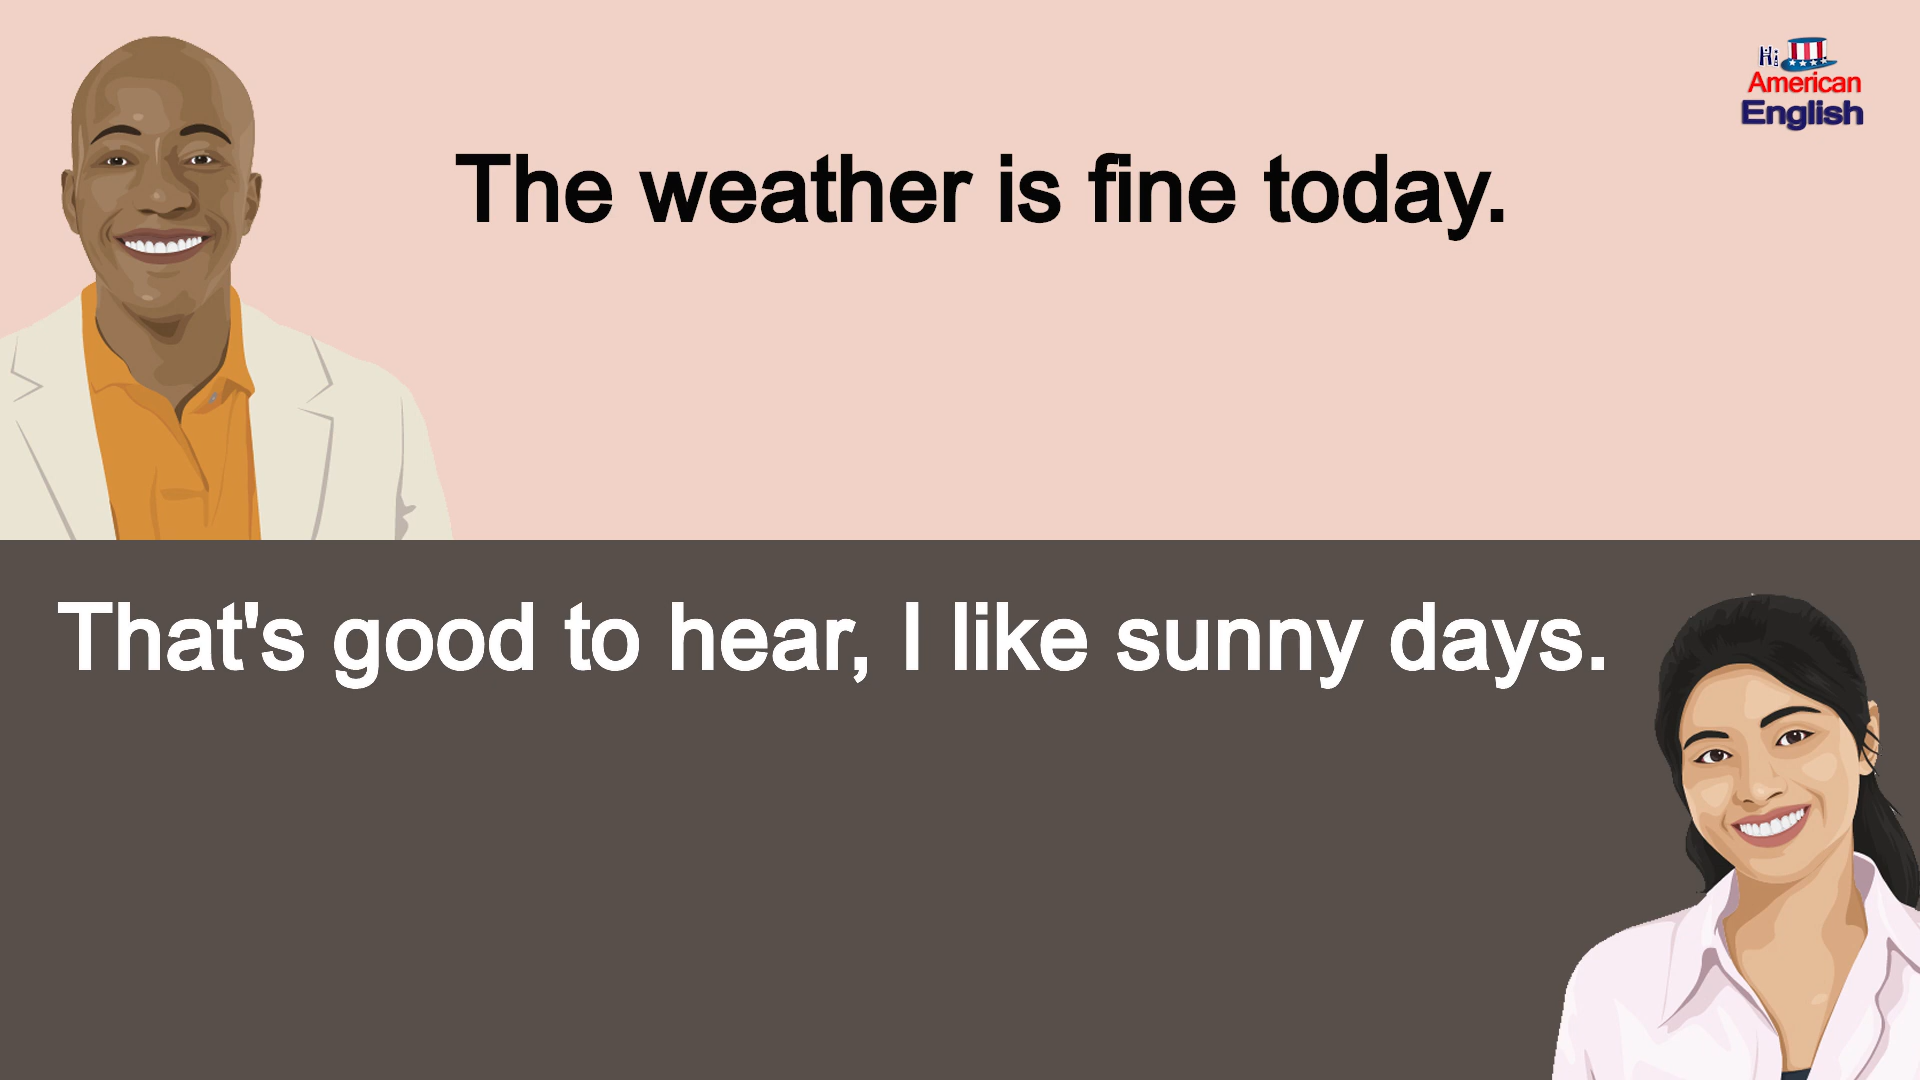 Hi
American
English
The weather is fine today.
That's good to hear, I like sunny days.